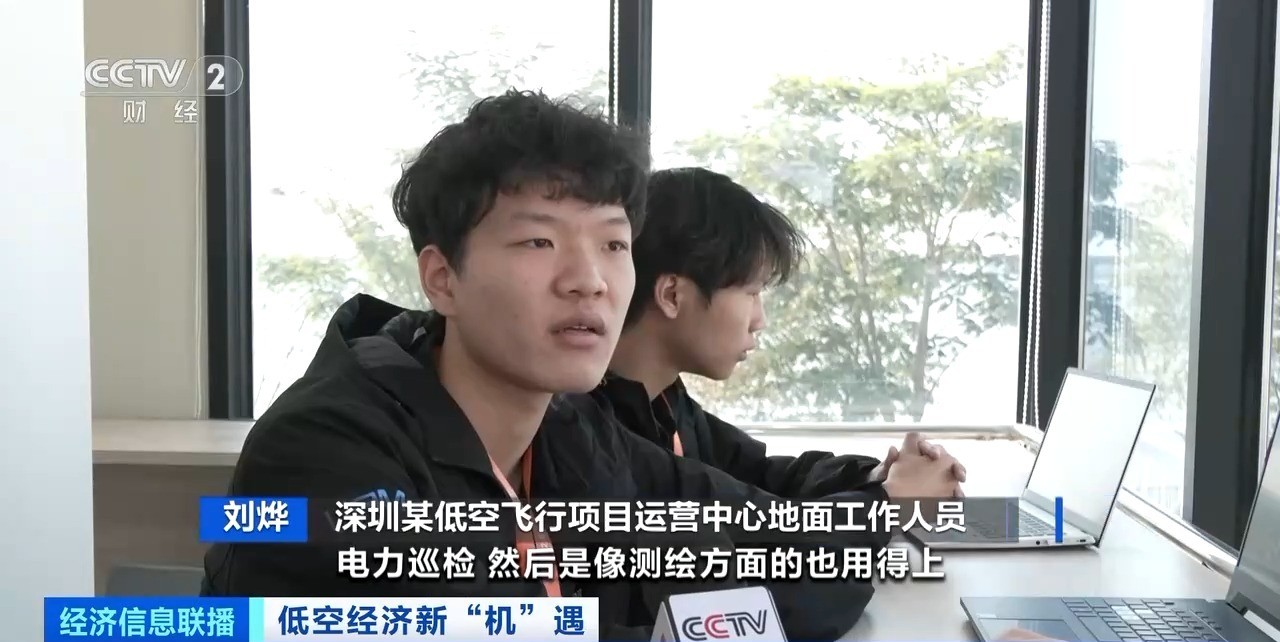 CCTV 2
财经
刘烨
深圳某低空飞行项目运营中心地面工作人员
电力巡检 然后是像测绘方面的也用得上
CCTV
经济信息联播
低空经济新“机”遇